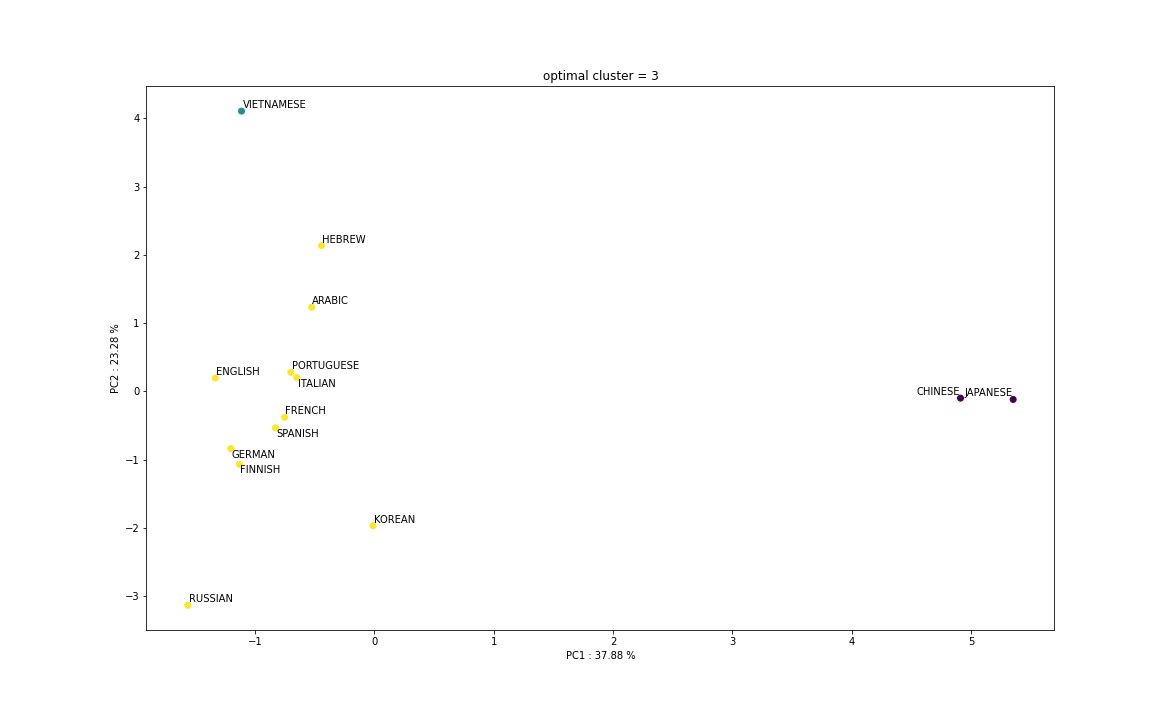 optimal cluster = 3
VIETNAMESE
HEBREW
ARABIC
PORTUGUESE
ENGLISH
ITALIAN
CHINESE
JAPANESE
FRENCH
SPANISH
GERMAN
FINNISH
KOREAN
RUSSIAN
4
3
2
1
0
−1
−2
−3
PC2 : 23.28 %
−1
0
1
2
3
4
5
PC1 : 37.88 %